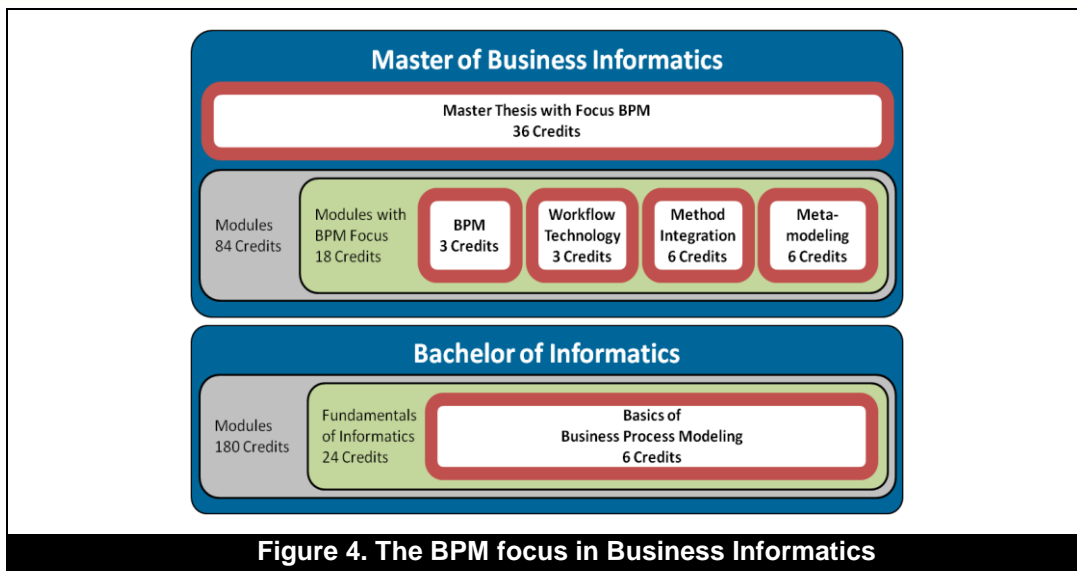 Master of Business Informatics
Master Thesis with Focus BPM
36 Credits
Modules
84 Credits
Modules with
BPM Focus
18 Credits
BPM
3 Credits
Workflow
Technology
3 Credits
Method
Integration
6 Credits
Meta-
modeling
6 Credits
Bachelor of Informatics
Modules
180 Credits
Fundamentals
of Informatics
24 Credits
Basics of
Business Process Modeling
6 Credits
Figure 4. The BPM focus in Business Informatics